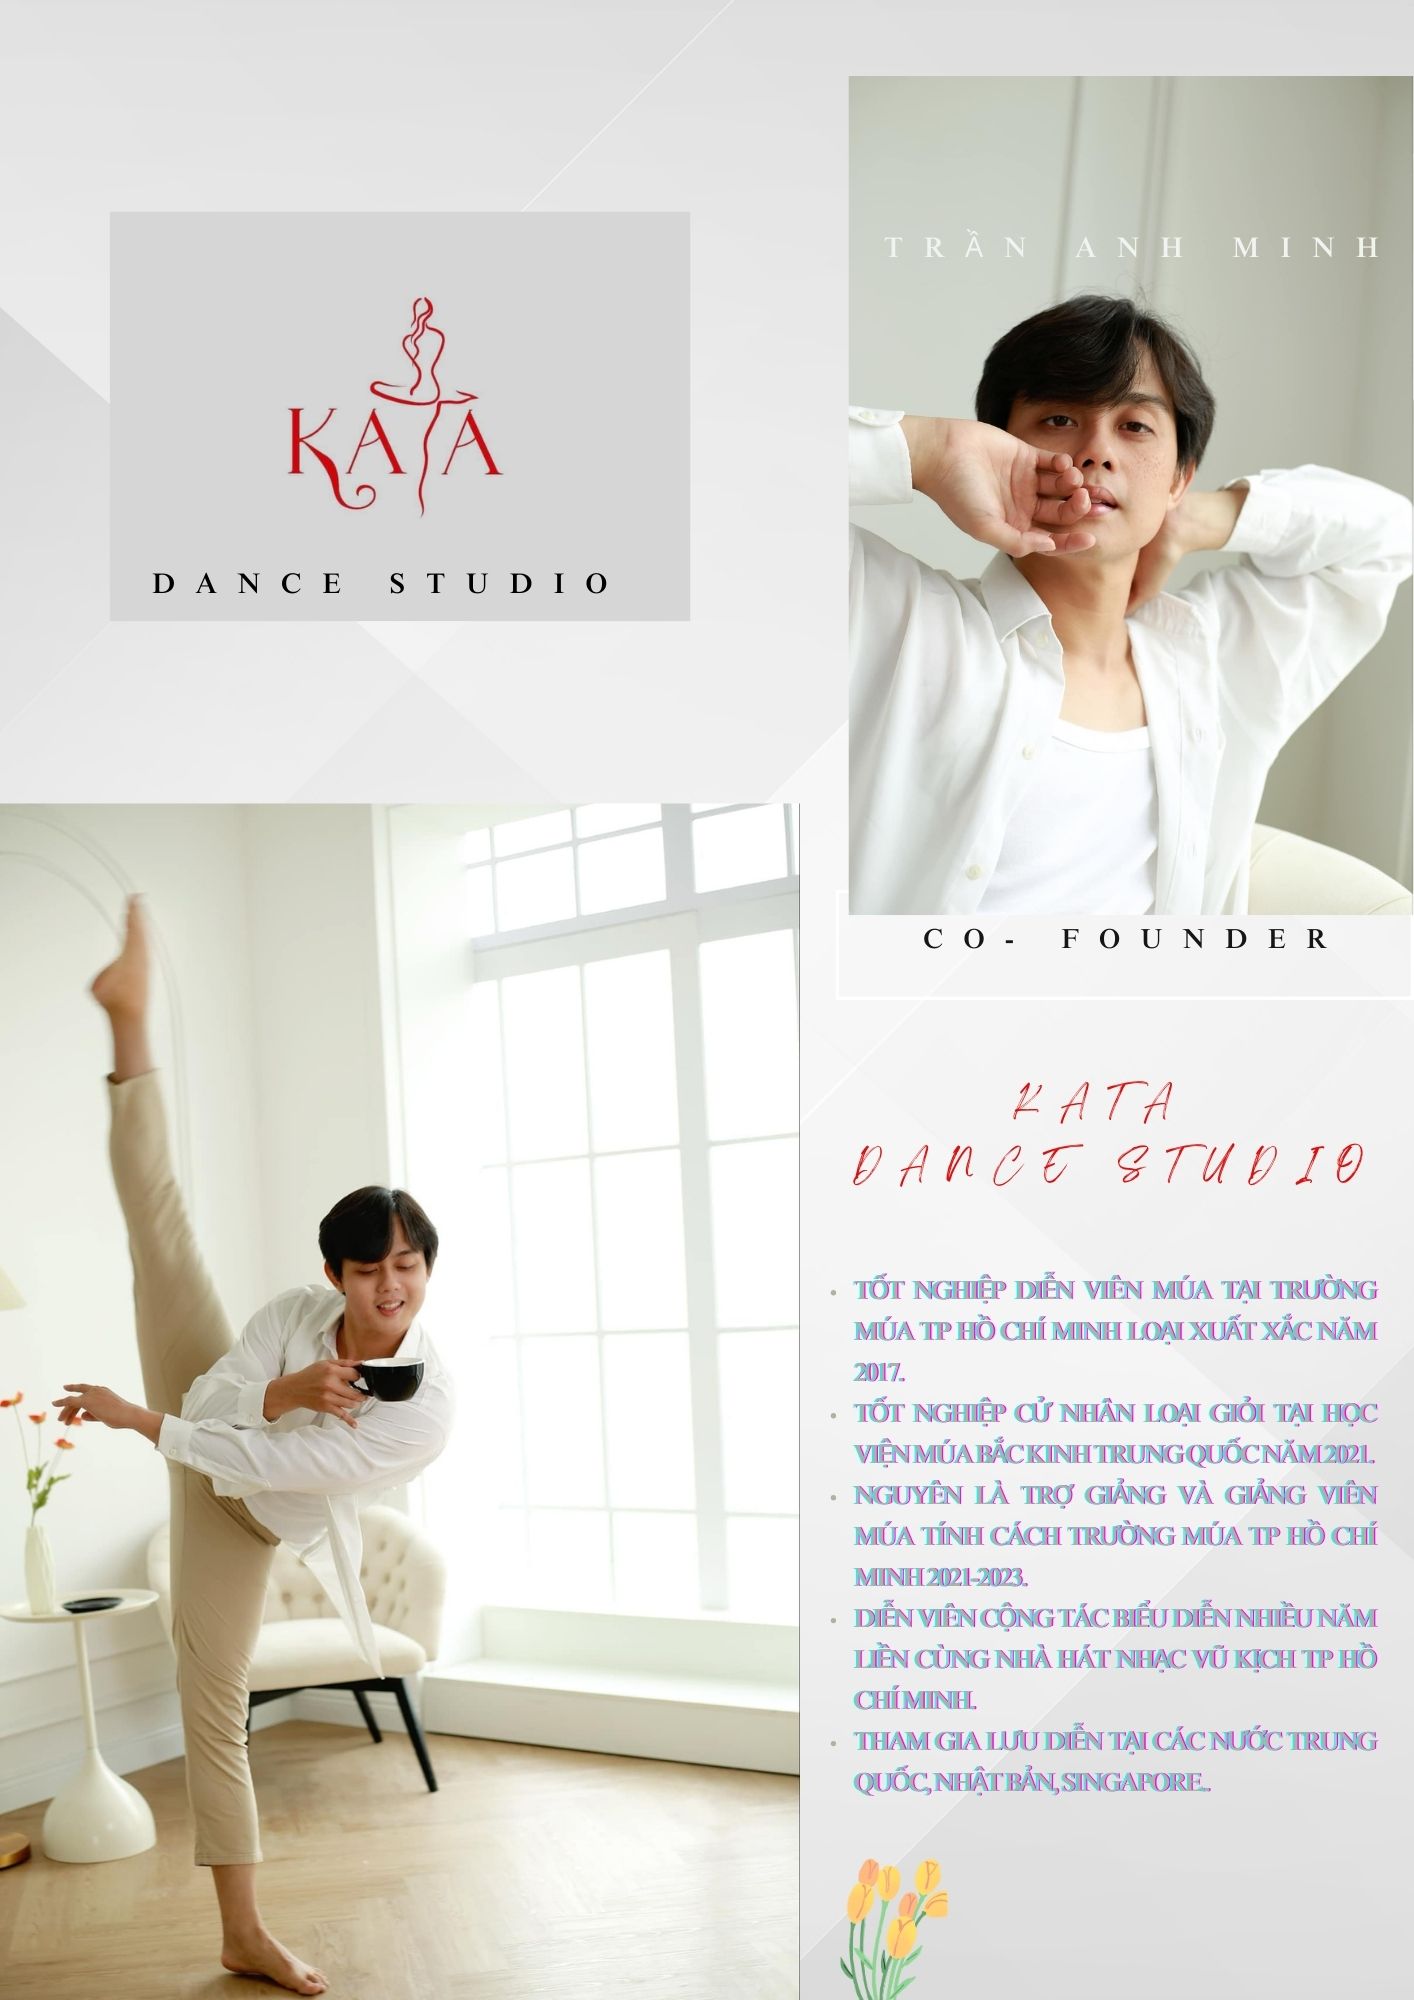 KATA
DANCE STUDIO
TRẦN ANH MINH
CO- FOUNDER
KATA
DANCE STUDIO
TỐT NGHIỆP DIỄN VIÊN MÚA TẠI TRƯỜNG
MÚA TP HỒ CHÍ MINH LOẠI XUẤT XẮC NĂM
2017.
TỐT NGHIỆP CỬ NHÂN LOẠI GIỎI TẠI HỌC
VIỆN MÚA BẮC KINH TRUNG QUỐC NĂM 2021.
NGUYÊN LÀ TRỢ GIẢNG VÀ GIẢNG VIÊN
MÚA TÍNH CÁCH TRƯỜNG MÚA TP HỒ CHÍ
MINH 2021-2023.
DIỄN VIÊN CỘNG TÁC BIỂU DIỄN NHIỀU NĂM
LIỀN CÙNG NHÀ HÁT NHẠC VŨ KỊCH TP HỒ
CHÍ MINH.
THAM GIA LƯU DIỄN TẠI CÁC NƯỚC TRUNG
QUỐC, NHẬT BẢN, SINGAPORE..